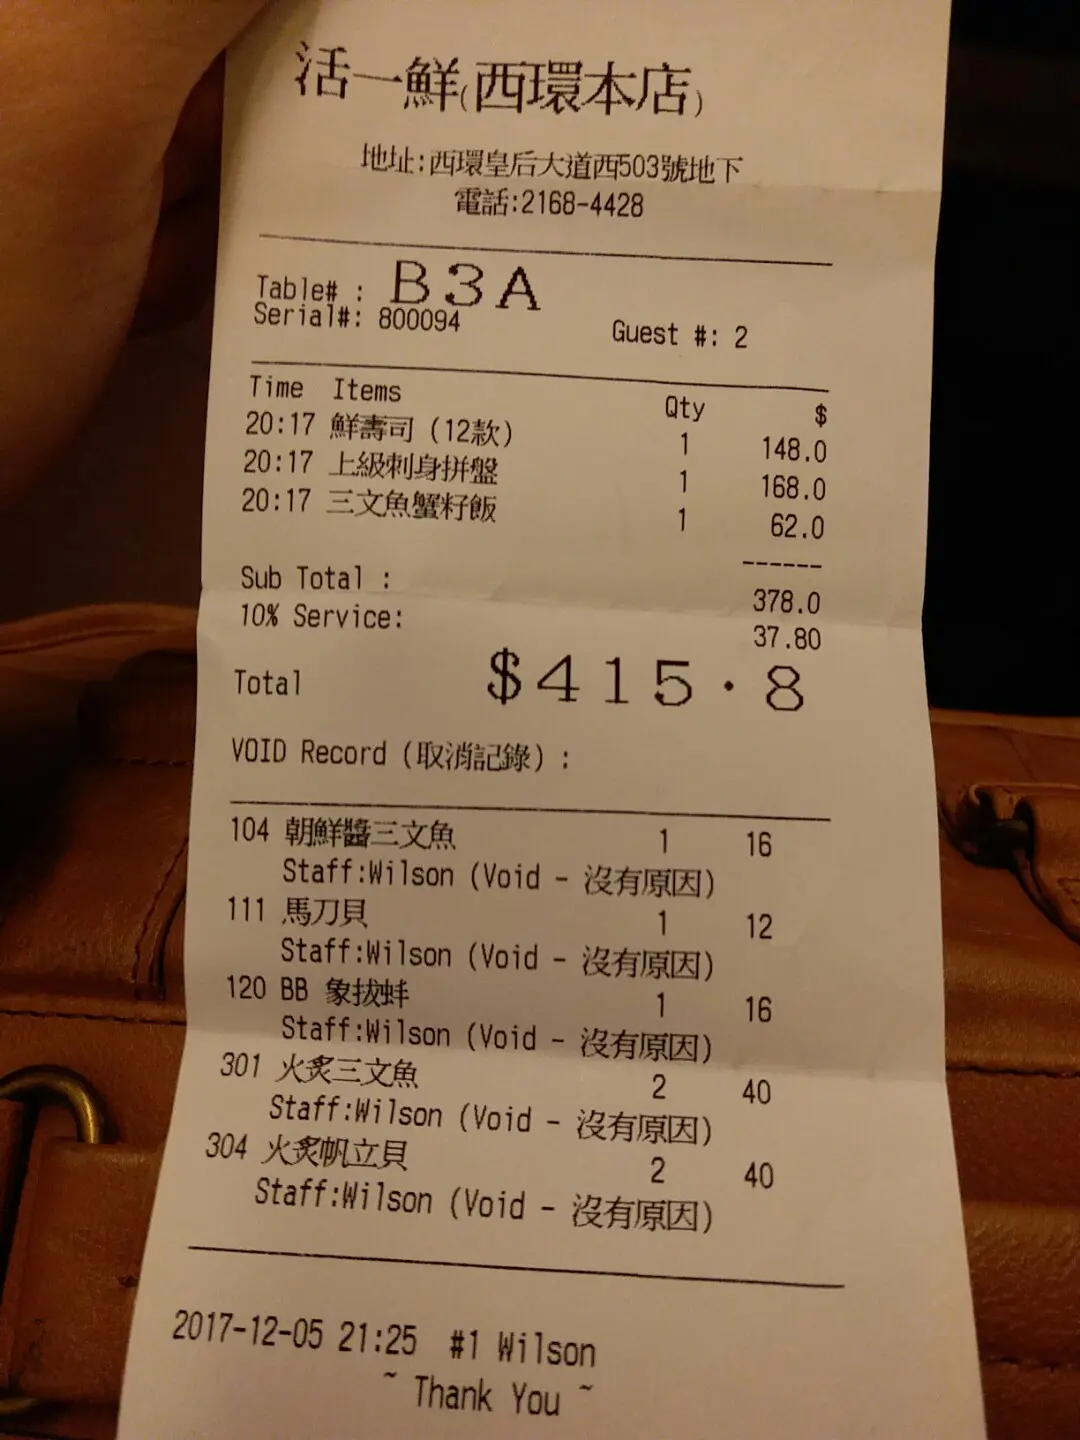 活一鮮(西環本店)
地址:西環皇后大道西503號地下
電話:2168-4428
Table# : B3A
Serial#: 800094 Guest #: 2
Time Items Qty $
20:17 鮮壽司 (12款) 1 148.0
20:17 上級刺身拼盤 1 168.0
20:17 三文魚蟹籽飯 1 62.0
------
Sub Total : 378.0
10% Service: 37.80
Total $415.8
VOID Record (取消記錄) :
104 朝鮮醬三文魚 1 16
Staff:Wilson (Void - 沒有原因)
111 馬刀貝 1 12
Staff:Wilson (Void - 沒有原因)
120 BB 象拔蚌 1 16
Staff:Wilson (Void - 沒有原因)
301 火炙三文魚 2 40
Staff:Wilson (Void - 沒有原因)
304 火炙帆立貝 2 40
Staff:Wilson (Void - 沒有原因)
2017-12-05 21:25 #1 Wilson
~ Thank You ~